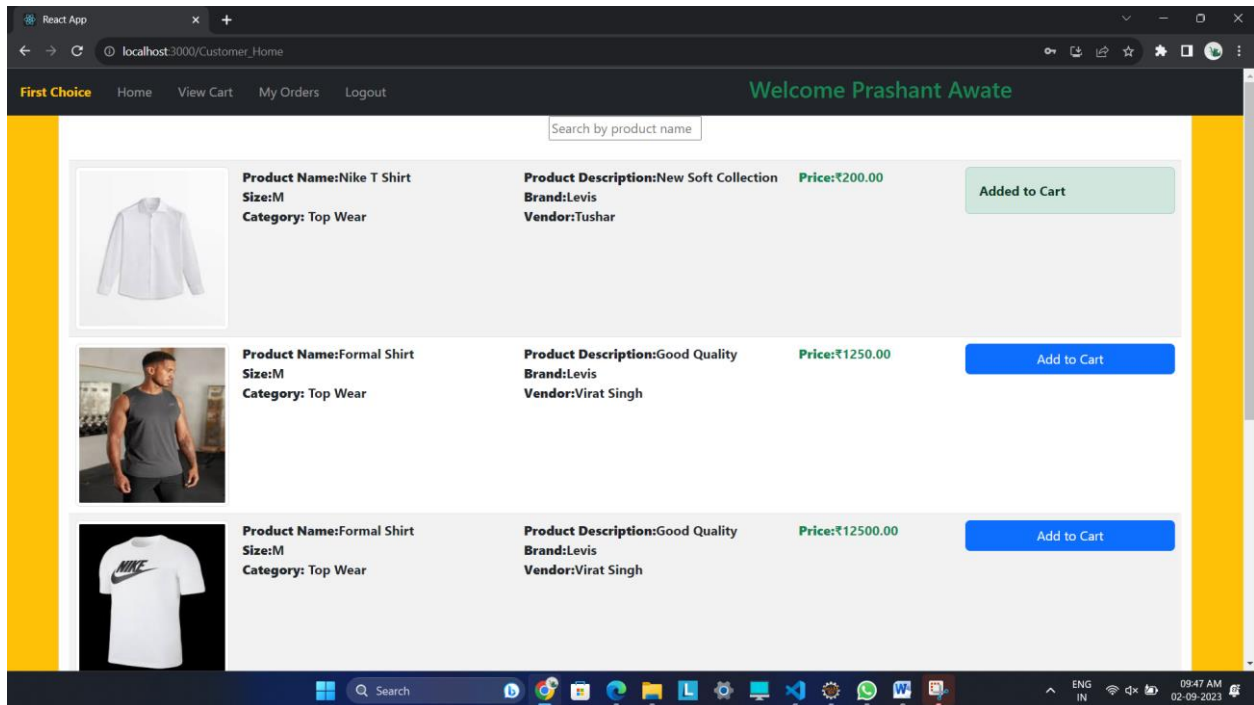 React App
localhost:3000/Customer_Home
First Choice Home View Cart My Orders Logout Welcome Prashant Awate
Search by product name
Product Name:Nike T Shirt Product Description:New Soft Collection Price:₹200.00 Added to Cart
Size:M Brand:Levis
Category: Top Wear Vendor:Tushar
Product Name:Formal Shirt Product Description:Good Quality Price:₹1250.00 Add to Cart
Size:M Brand:Levis
Category: Top Wear Vendor:Virat Singh
Product Name:Formal Shirt Product Description:Good Quality Price:₹12500.00 Add to Cart
Size:M Brand:Levis
Category: Top Wear Vendor:Virat Singh
NIKE
Search L W ENG 09:47 AM
IN 02-09-2023